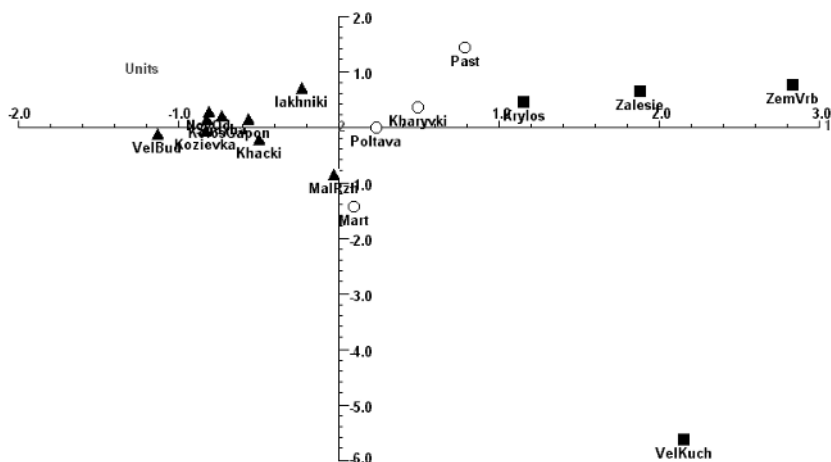 2.0
Past
Units
1.0
Iakhniki
Zalesie
ZemVrb
Krylos
Kharyvki
-2.0
-1.0
1.0
2.0
3.0
VelBud
Kozievka
Gapon
Khacki
Poltava
-1.0
Mart
-2.0
-3.0
-4.0
-5.0
VelKuch
-6.0